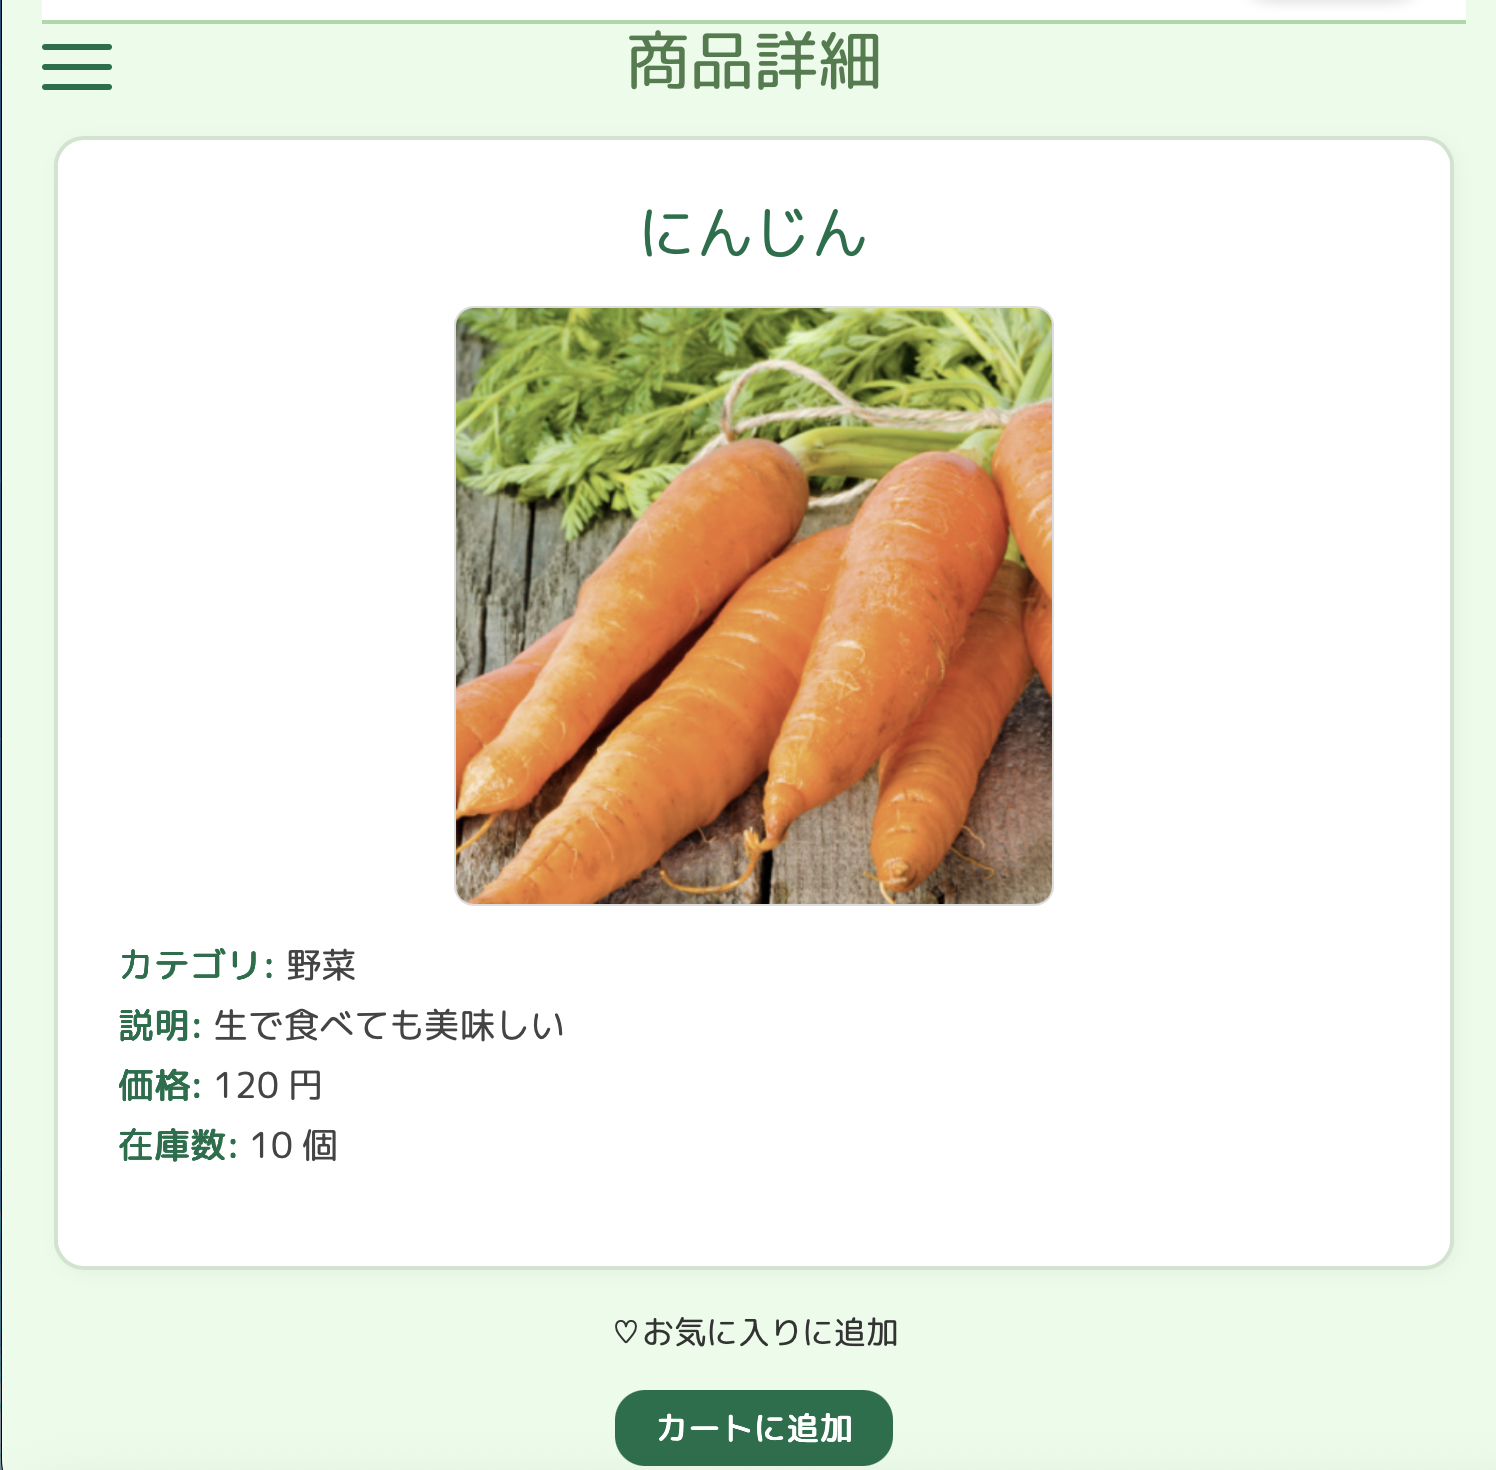 商品詳細
にんじん
カテゴリ: 野菜
説明: 生で食べても美味しい
価格: 120 円
在庫数: 10 個
♡お気に入りに追加
カートに追加